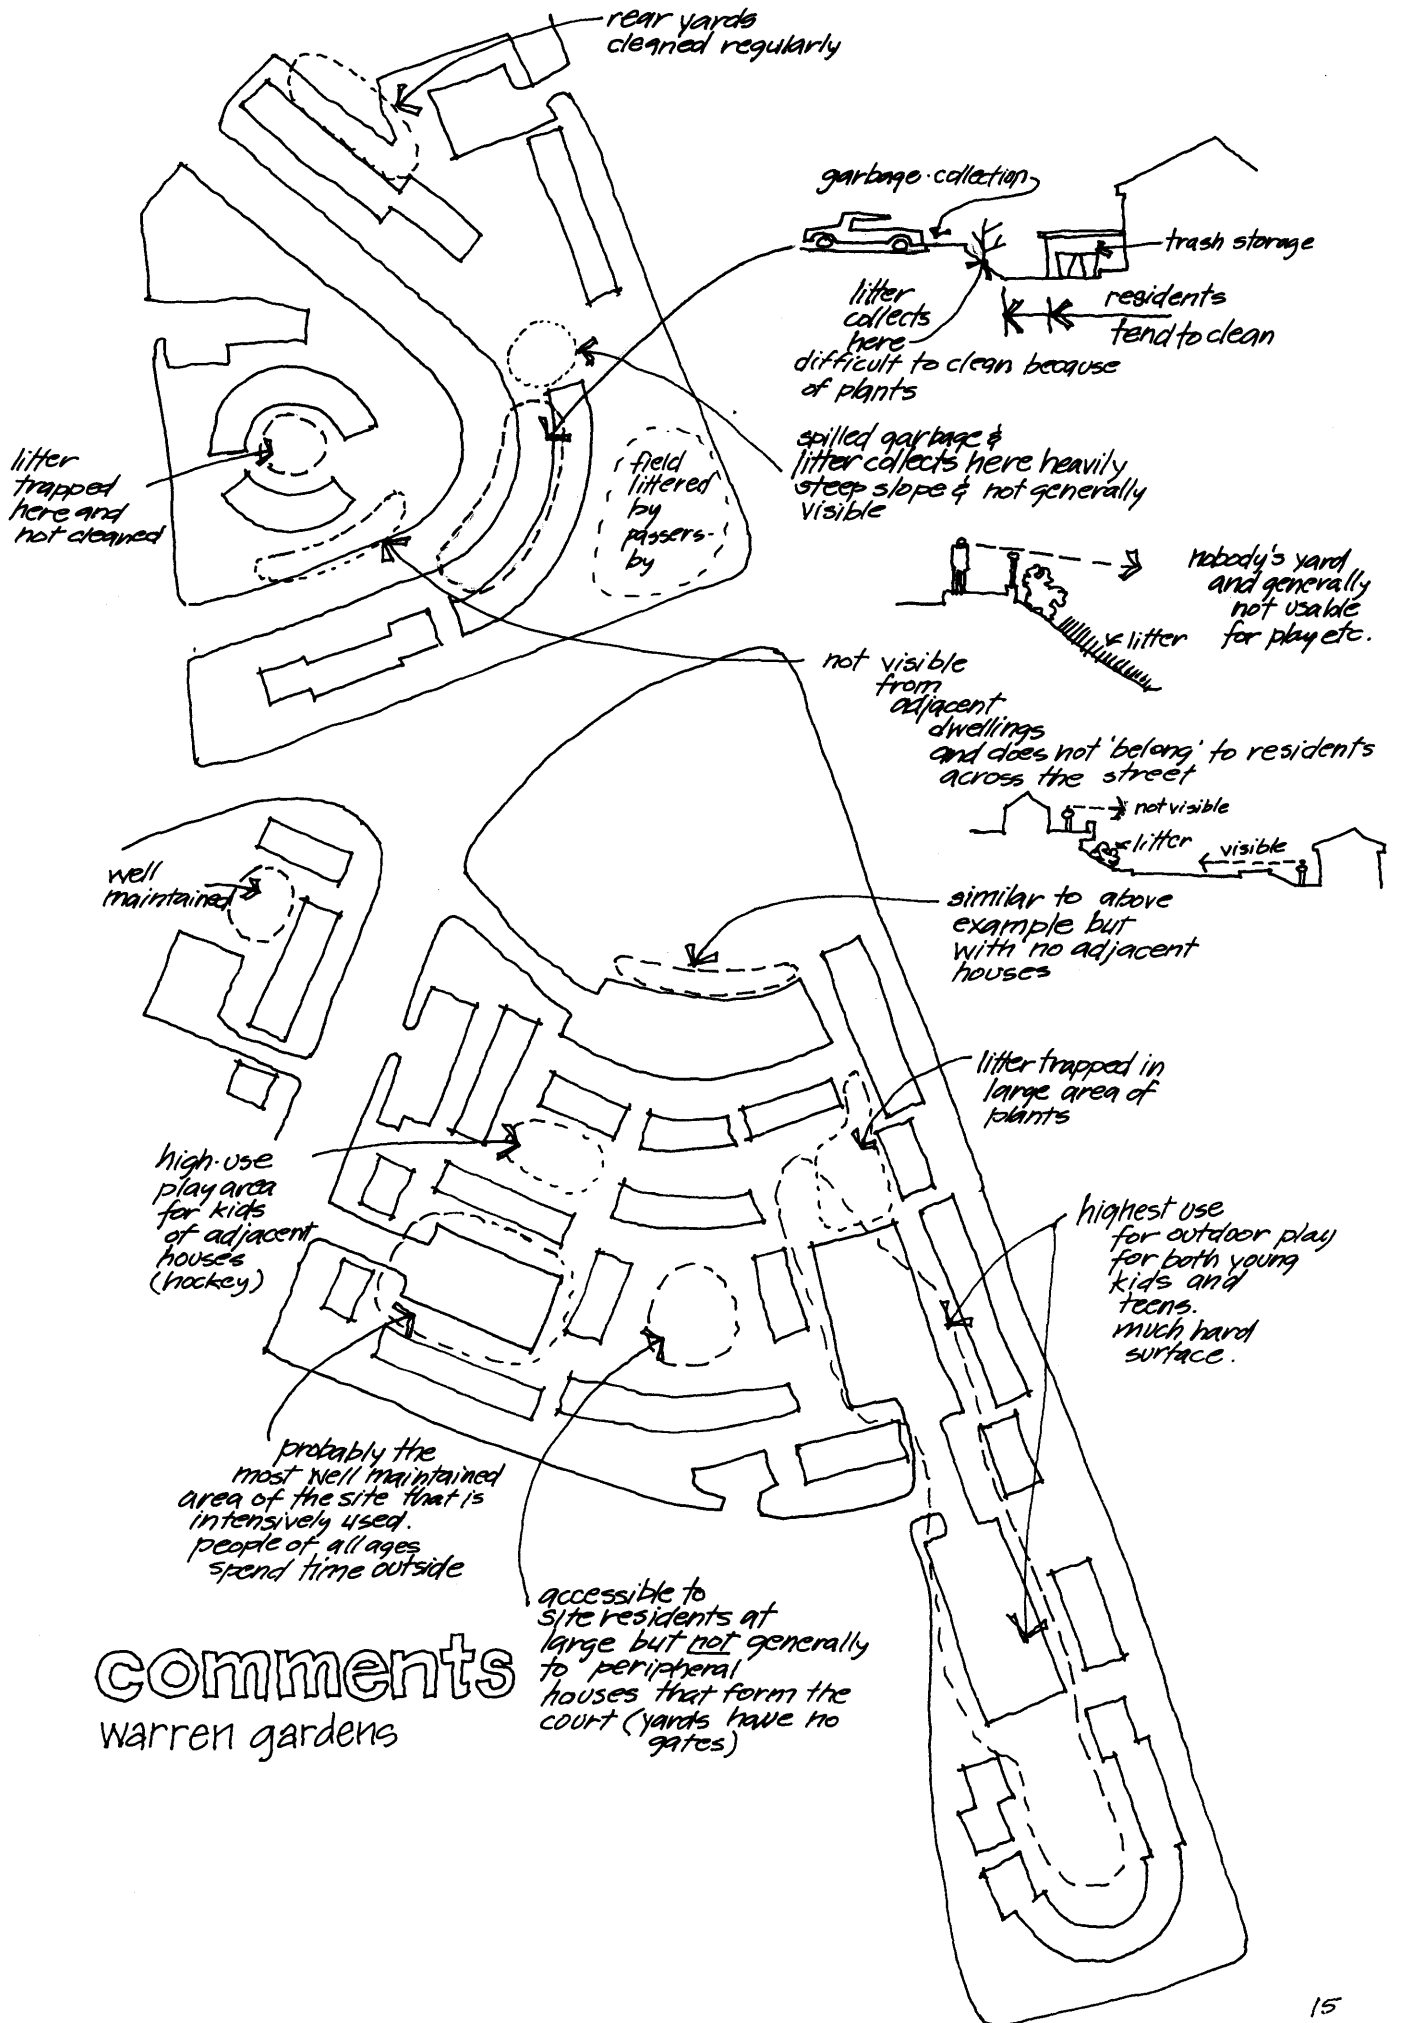 rear yards
cleaned regularly
garbage collection
trash storage
litter
collects
here
difficult to clean because
of plants
residents
tend to clean
spilled garbage &
litter collects here heavily
steep slope & not generally
visible
field
littered
by
passers-
by
litter
trapped
here and
not cleaned
nobody's yard
and generally
not usable
for play etc.
litter
not visible
from
adjacent
dwellings
and does not 'belong' to residents
across the street
not visible
litter
visible
well
maintained
similar to above
example but
with no adjacent
houses
litter trapped in
large area of
plants
high-use
play area
for kids
of adjacent
houses
(hockey)
highest use
for outdoor play
for both young
kids and
teens.
much hard
surface.
probably the
most well maintained
area of the site that is
intensively used.
people of all ages
spend time outside
accessible to
site residents at
large but not generally
to peripheral
houses that form the
court (yards have no
gates)
comments
warren gardens
15